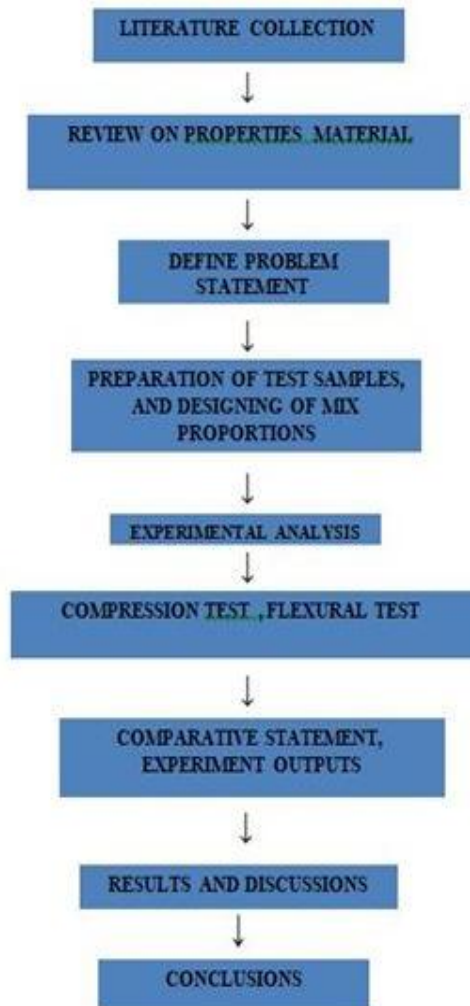 LITERATURE COLLECTION
↓
REVIEW ON PROPERTIES MATERIAL
↓
DEFINE PROBLEM
STATEMENT
↓
PREPARATION OF TEST SAMPLES,
AND DESIGNING OF MIX
PROPORTIONS
↓
EXPERIMENTAL ANALYSIS
↓
COMPRESSION TEST ,FLEXURAL TEST
↓
COMPARATIVE STATEMENT,
EXPERIMENT OUTPUTS
↓
RESULTS AND DISCUSSIONS
↓
CONCLUSIONS